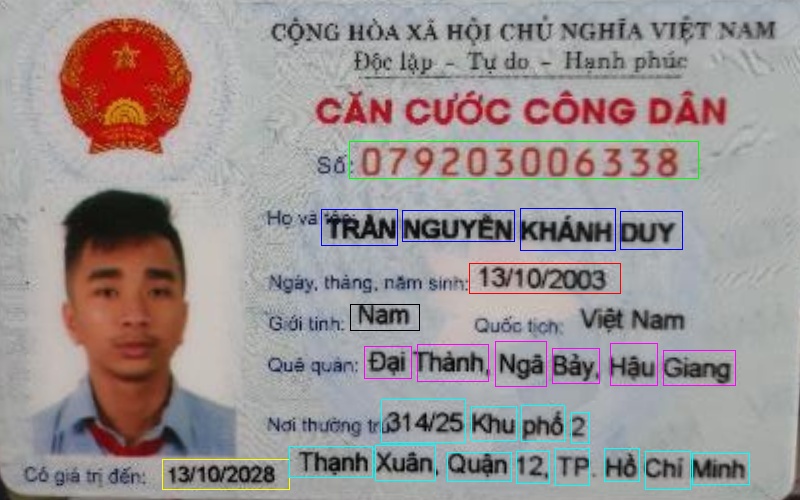 CỘNG HÒA XÃ HỘI CHỦ NGHĨA VIỆT NAM
Độc lập - Tự do - Hạnh phúc
CĂN CƯỚC CÔNG DÂN
Số: 079203006338
Họ và tên: TRẦN NGUYỄN KHÁNH DUY
Ngày, tháng, năm sinh: 13/10/2003
Giới tính: Nam Quốc tịch: Việt Nam
Quê quán: Đại Thành, Ngã Bảy, Hậu Giang
Nơi thường trú: 314/25 Khu phố 2
Thạnh Xuân, Quận 12, TP. Hồ Chí Minh
Có giá trị đến: 13/10/2028